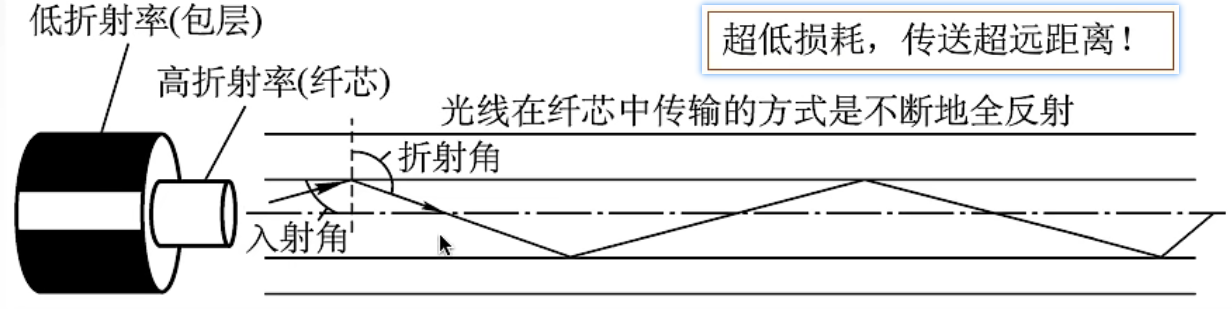 低折射率(包层)
超低损耗，传送超远距离！
高折射率(纤芯)
光线在纤芯中传输的方式是不断地全反射
折射角
入射角